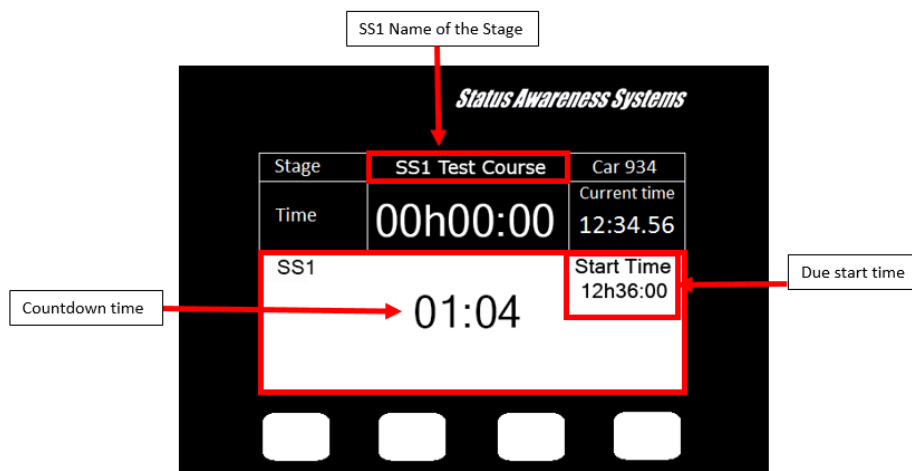 SS1 Name of the Stage
Status Awareness Systems
Stage SS1 Test Course Car 934
Time 00h00:00 Current time
12:34.56
SS1 Start Time
12h36:00
Due start time
Countdown time
01:04